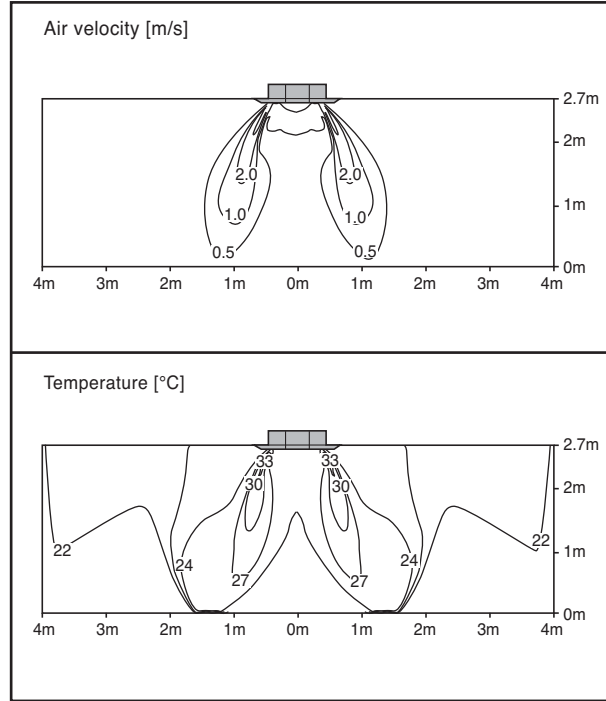 Air velocity [m/s]
2.7m
2m
2.0 2.0
1m
1.0 1.0
0.5 0.5
0m
4m 3m 2m 1m 0m 1m 2m 3m 4m
Temperature [°C]
2.7m
33 33
30 30 2m
22 22
24 24 1m
27 27
0m
4m 3m 2m 1m 0m 1m 2m 3m 4m